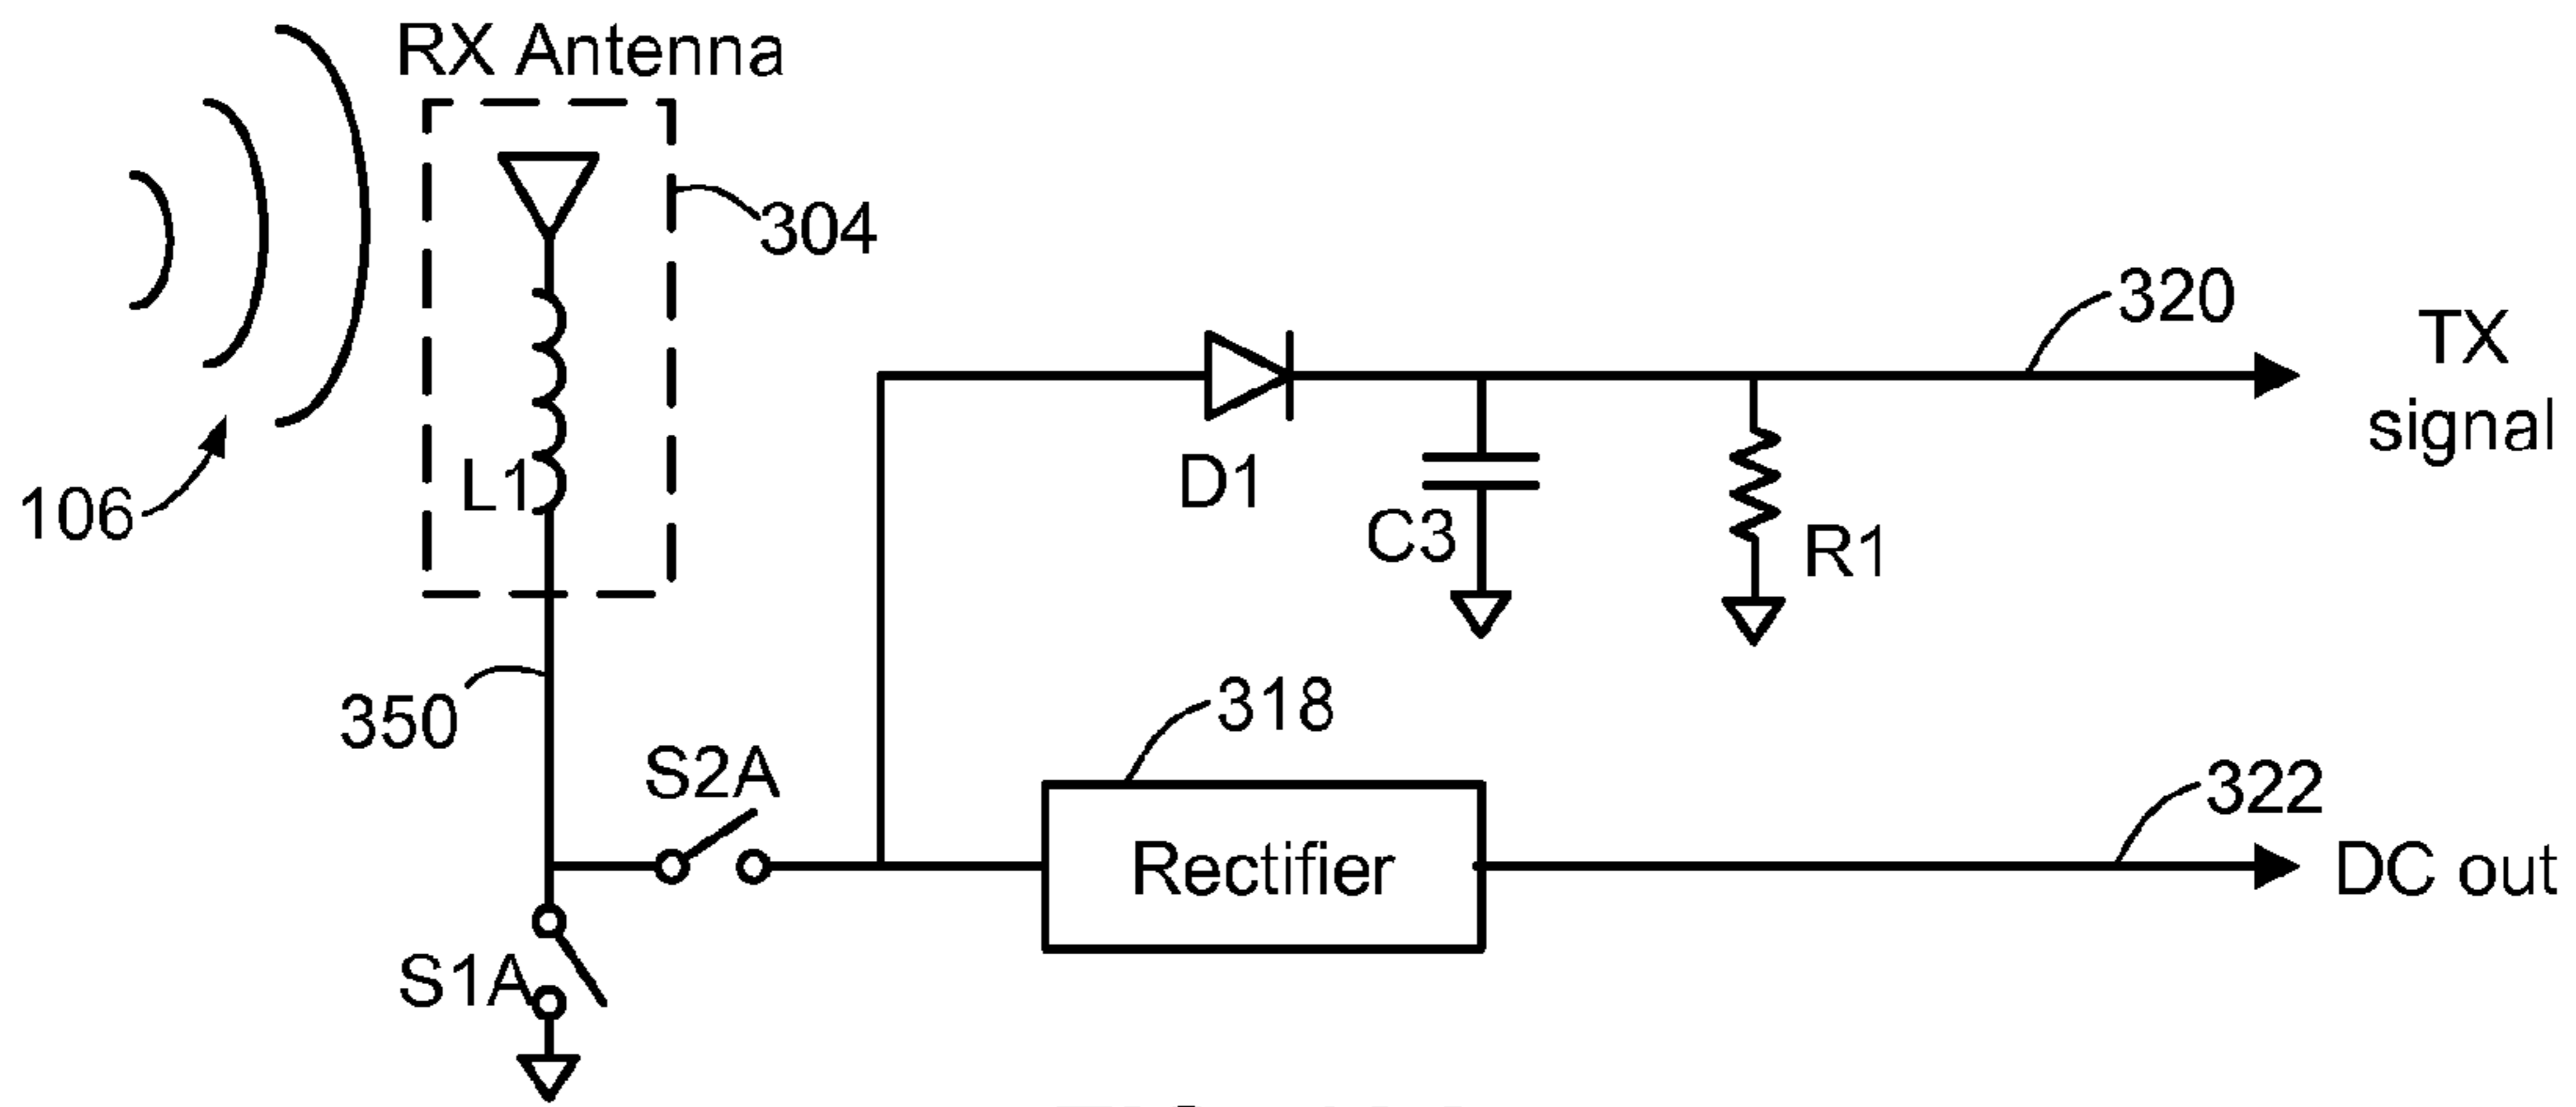 RX Antenna
304
320
TX
signal
L1
106
D1
C3
R1
350
318
S2A
322
Rectifier
DC out
S1A